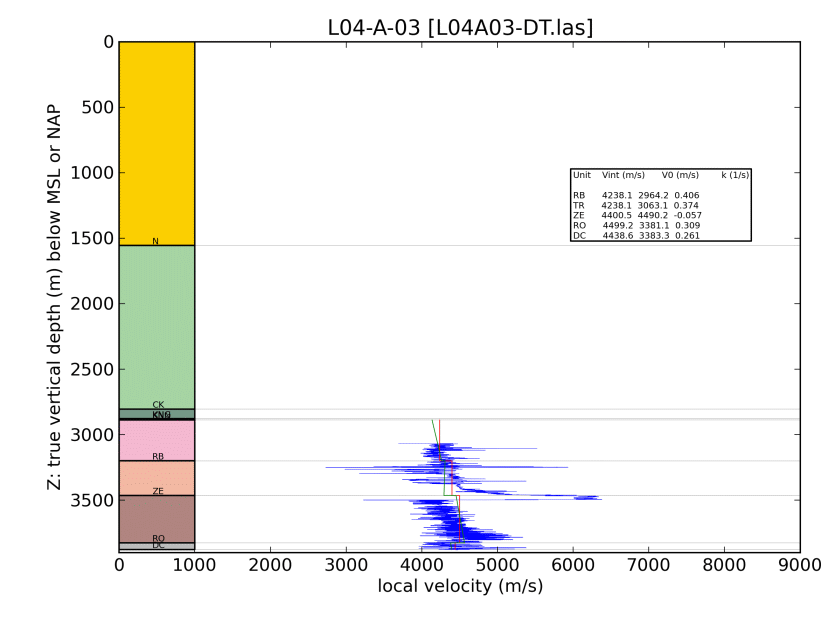 L04-A-03 [L04A03-DT.las]
0
500
1000
1500
2000
2500
3000
3500
Z: true vertical depth (m) below MSL or NAP
N
CK
RB
ZE
RO
DC
Unit Vint (m/s) V0 (m/s) k (1/s)
RB 4238.1 2964.2 0.406
TR 4238.1 3063.1 0.374
ZE 4400.5 4490.2 -0.057
RO 4499.2 3381.1 0.309
DC 4438.6 3383.3 0.261
0 1000 2000 3000 4000 5000 6000 7000 8000 9000
local velocity (m/s)